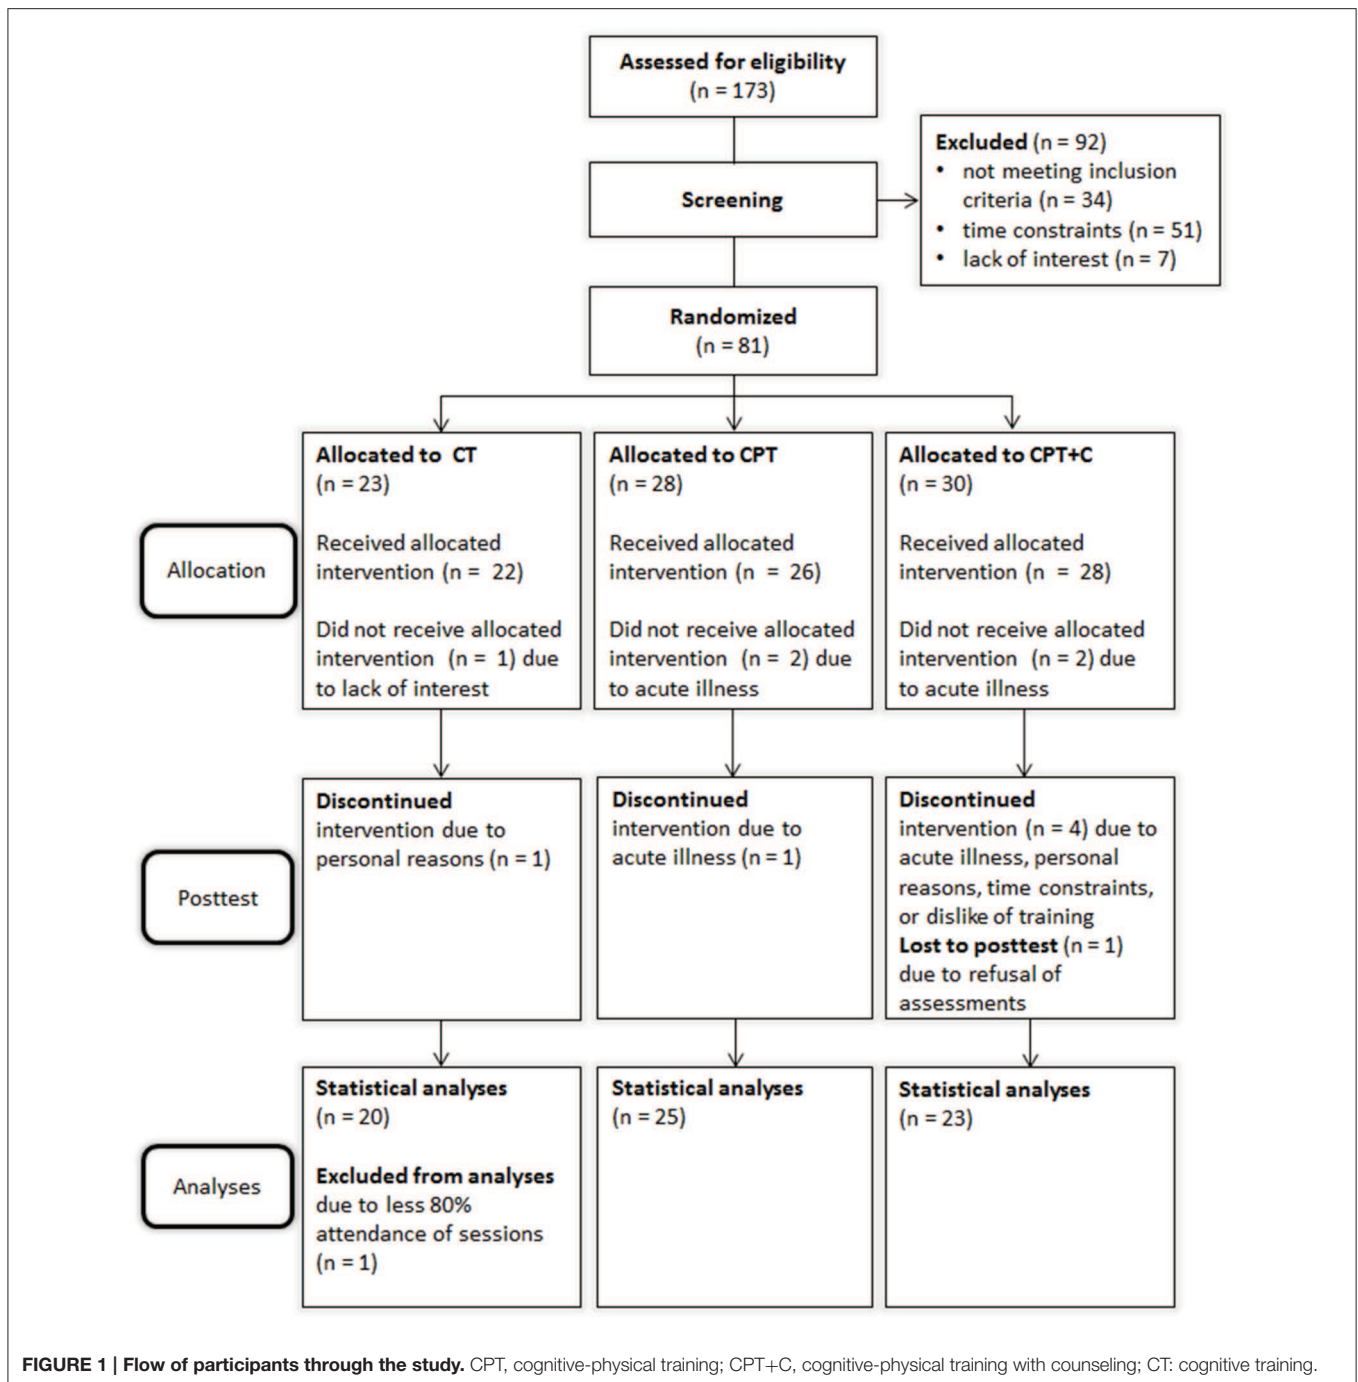 Assessed for eligibility
(n = 173)
Excluded (n = 92)
• not meeting inclusion
criteria (n = 34)
• time constraints (n = 51)
• lack of interest (n = 7)
Screening
Randomized
(n = 81)
Allocated to CT
(n = 23)
Received allocated
intervention (n = 22)
Did not receive allocated
intervention (n = 1) due
to lack of interest
Allocated to CPT
(n = 28)
Received allocated
intervention (n = 26)
Did not receive allocated
intervention (n = 2) due
to acute illness
Allocated to CPT+C
(n = 30)
Received allocated
intervention (n = 28)
Did not receive allocated
intervention (n = 2) due
to acute illness
Allocation
Discontinued
intervention due to
personal reasons (n = 1)
Discontinued
intervention due to
acute illness (n = 1)
Discontinued
intervention (n = 4) due to
acute illness, personal
reasons, time constraints,
or dislike of training
Lost to posttest (n = 1)
due to refusal of
assessments
Posttest
Statistical analyses
(n = 20)
Excluded from analyses
due to less 80%
attendance of sessions
(n = 1)
Statistical analyses
(n = 25)
Statistical analyses
(n = 23)
Analyses
FIGURE 1 | Flow of participants through the study. CPT, cognitive-physical training; CPT+C, cognitive-physical training with counseling; CT: cognitive training.